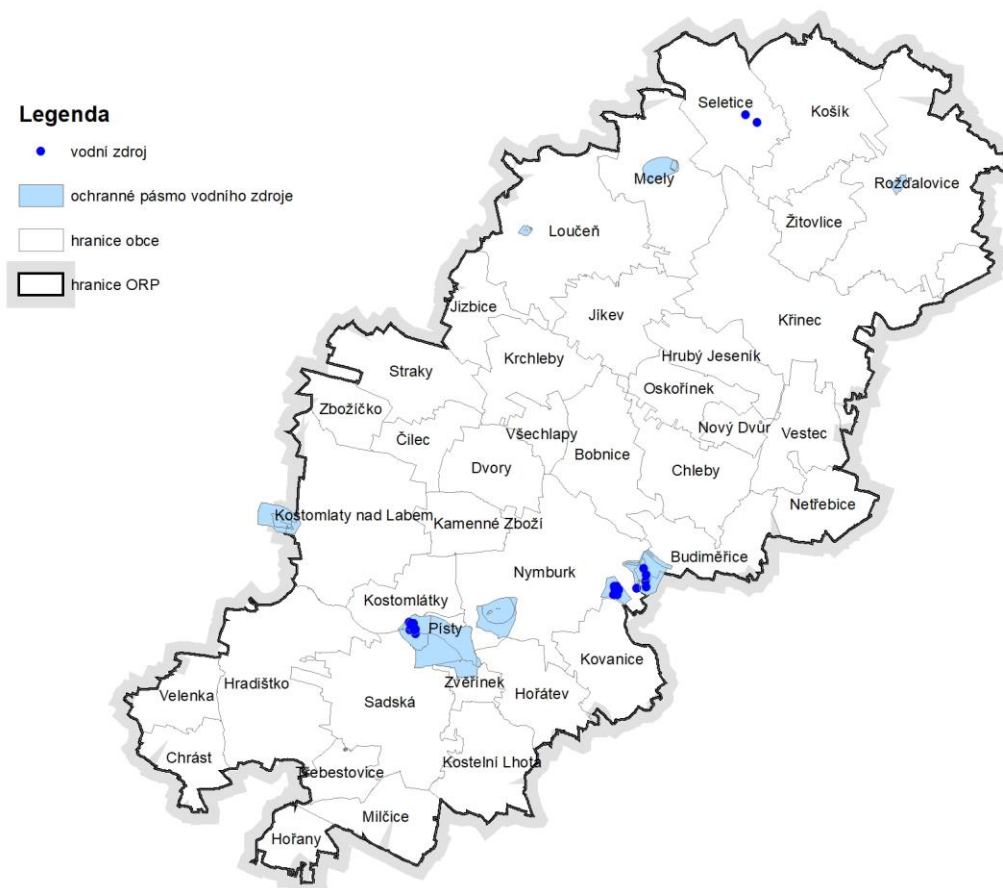 Legenda
vodní zdroj
ochranné pásmo vodního zdroje
hranice obce
hranice ORP
Seletice
Košík
Mcely
Rožďalovice
Žitovlice
Loučeň
Jizbice
Jíkev
Křinec
Krchleby
Hrubý Jeseník
Straky
Oskořínek
Zbožíčko
Nový Dvůr
Vestec
Čilec
Všechlapy
Bobnice
Dvory
Chleby
Netřebice
Kostomlaty nad Labem
Kamenné Zboží
Budiměřice
Nymburk
Kostomlátky
Písty
Kovanice
Zvěřínek
Hradištko
Velenka
Sadská
Hořátev
Chrást
Třebestovice
Kostelní Lhota
Milčice
Hořany